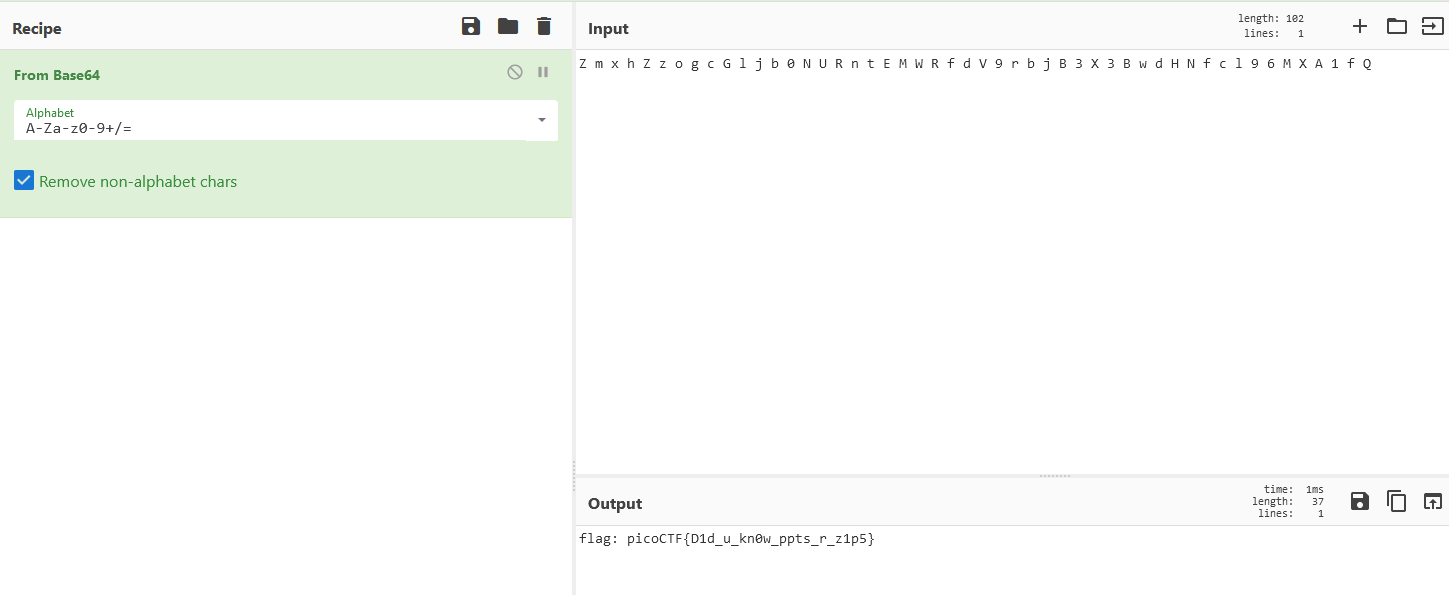 Recipe
From Base64
Alphabet
A-Za-z0-9+/=
Remove non-alphabet chars
Input
length: 102
lines: 1
Z m x h Z z o g c G l j b 0 N U R n t E M W R f d V 9 r b j B 3 X 3 B w d H N f c l 9 6 M X A 1 f Q
Output
time: 1ms
length: 37
lines: 1
flag: picoCTF{D1d_u_kn0w_ppts_r_z1p5}